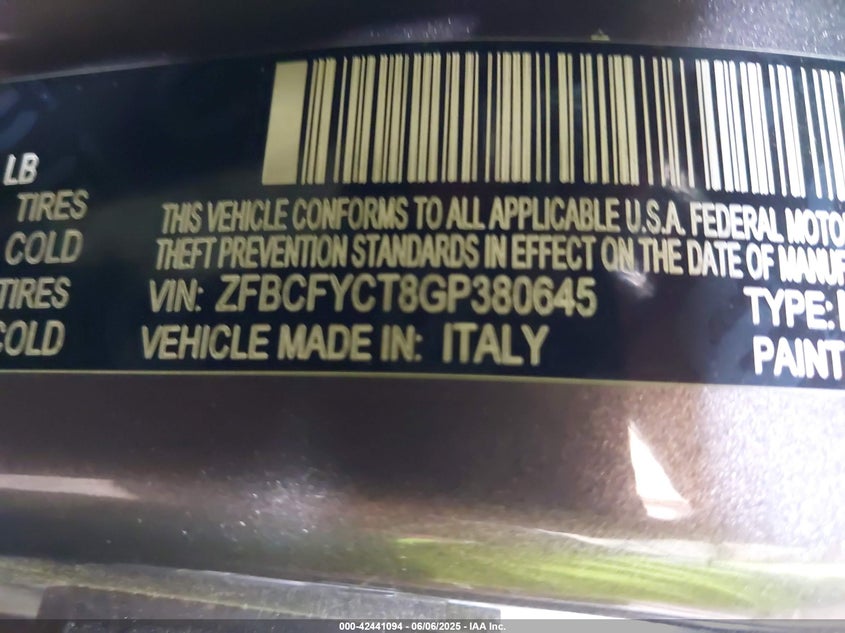 LB
TIRES
COLD
TIRES
COLD
THIS VEHICLE CONFORMS TO ALL APPLICABLE U.S.A. FEDERAL MOTOR
THEFT PREVENTION STANDARDS IN EFFECT ON THE DATE OF MANUF
VIN: ZFBCFYCT8GP380645
TYPE:
VEHICLE MADE IN: ITALY
PAINT
000-42441094 - 06/06/2025 - IAA Inc.